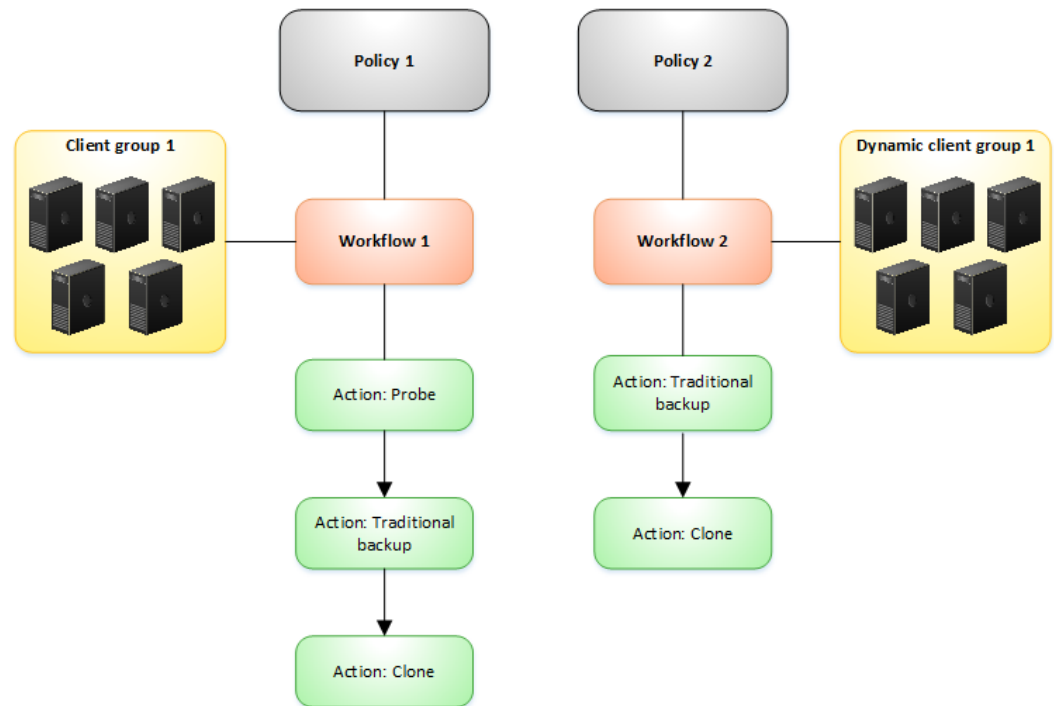 Policy 1
Policy 2
Client group 1
Dynamic client group 1
Workflow 1
Workflow 2
Action: Probe
Action: Traditional
backup
Action: Traditional
backup
Action: Clone
Action: Clone